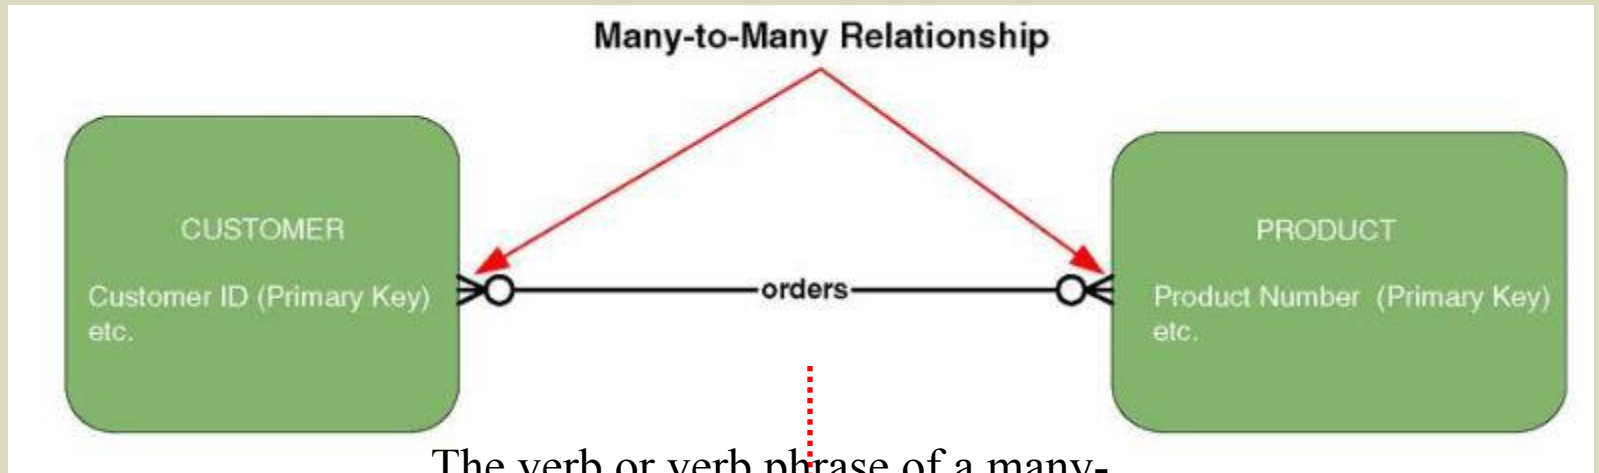 Many-to-Many Relationship
CUSTOMER
Customer ID (Primary Key)
etc.
orders
PRODUCT
Product Number (Primary Key)
etc.
The verb or verb phrase of a many-